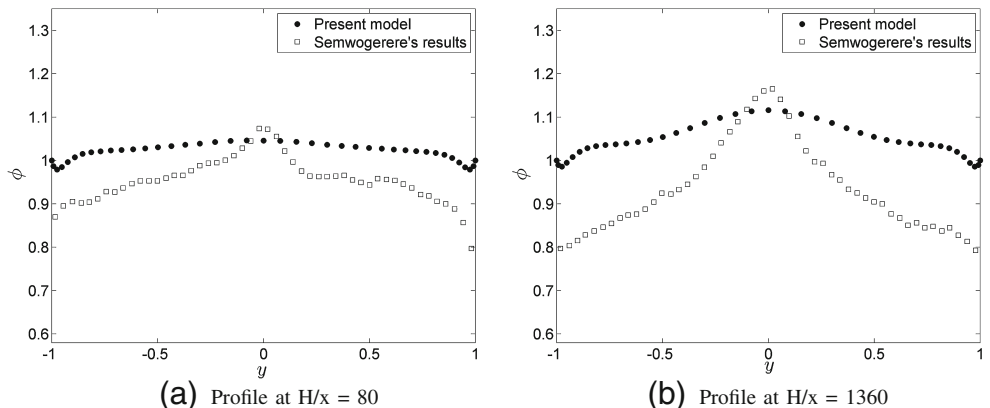 1.3
1.2
1.1
1
0.9
0.8
0.7
0.6
ϕ
-1
-0.5
0
0.5
1
y
Present model
Semwogerere's results
(a) Profile at H/x = 80
1.3
1.2
1.1
1
0.9
0.8
0.7
0.6
ϕ
-1
-0.5
0
0.5
1
y
Present model
Semwogerere's results
(b) Profile at H/x = 1360